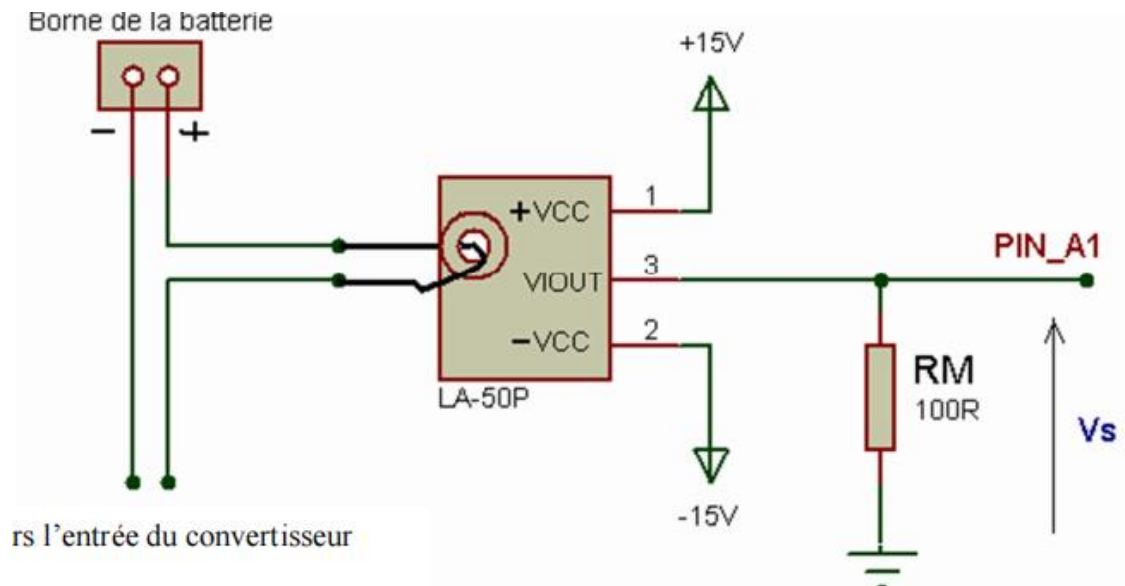 Borne de la batterie
+15V
− +
1
+VCC
PIN_A1
3
VIOUT
2
−VCC
RM
100R
LA-50P
Vs
-15V
rs l’entrée du convertisseur